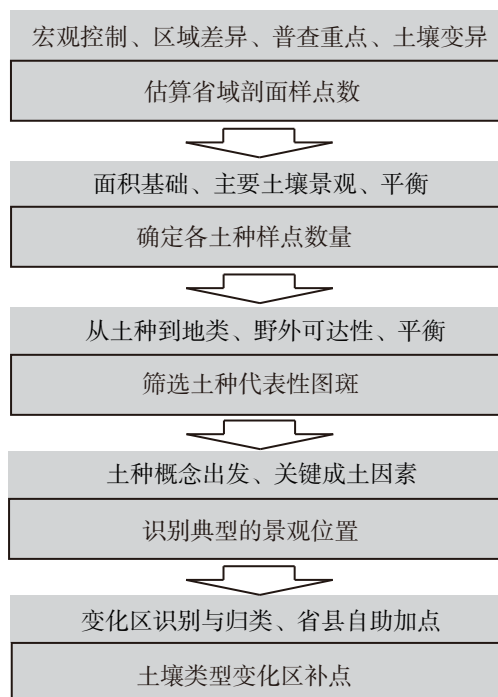 宏观控制、区域差异、普查重点、土壤变异
估算省域剖面样点数
面积基础、主要土壤景观、平衡
确定各土种样点数量
从土种到地类、野外可达性、平衡
筛选土种代表性图斑
土种概念出发、关键成土因素
识别典型的景观位置
变化区识别与归类、省县自助加点
土壤类型变化区补点